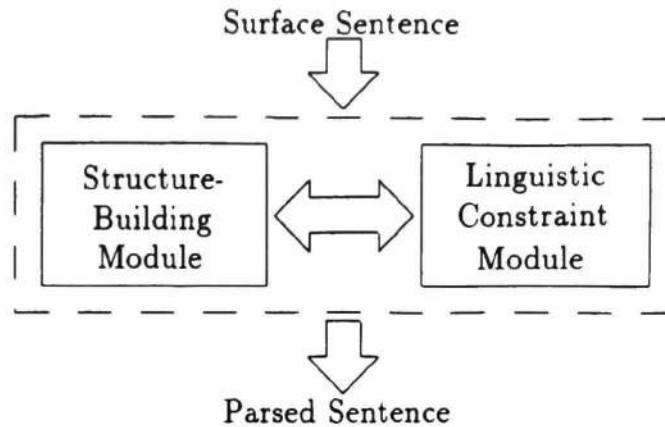 Surface Sentence
Structure-
Building
Module
Linguistic
Constraint
Module
Parsed Sentence